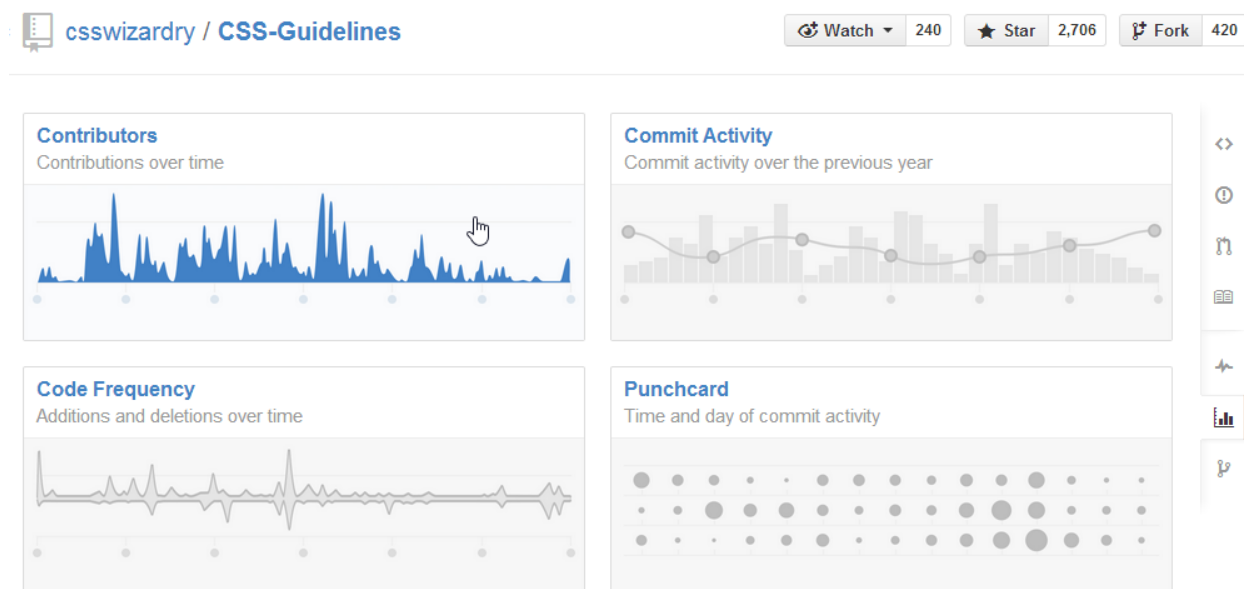 csswizardry / CSS-Guidelines
Watch 240 Star 2,706 Fork 420
Contributors
Contributions over time
Commit Activity
Commit activity over the previous year
Code Frequency
Additions and deletions over time
Punchcard
Time and day of commit activity